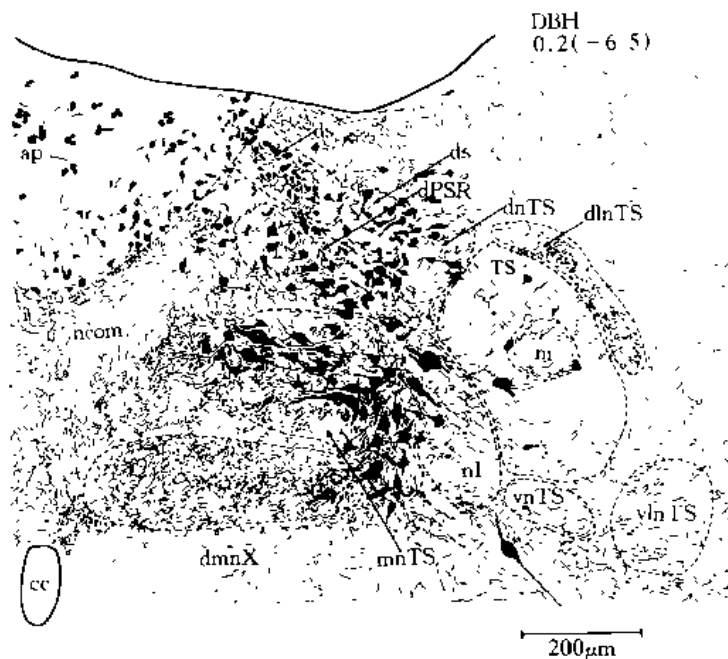 DBH
0.2(-6 5)
ds
ap
ds
dPSR
dnTS
dlnTS
TS
ncom
ni
nI
vnTS
vlnTS
dmnX
mnTS
cc
200μm